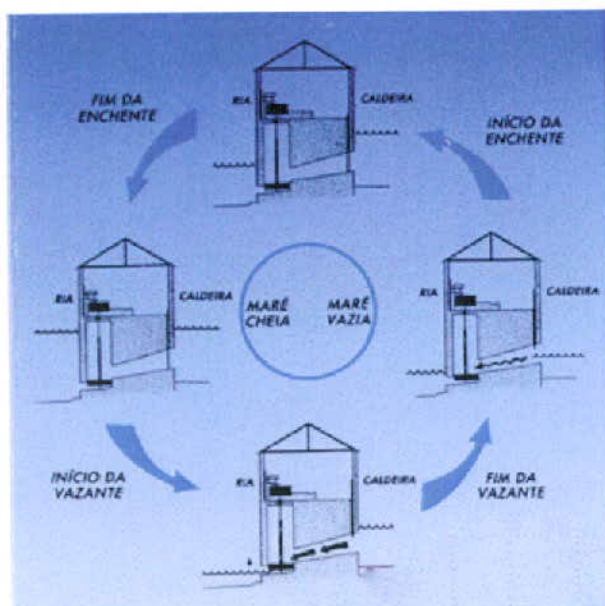 FIM DA
ENCHENTE
RIA
CALDEIRA
INÍCIO DA
ENCHENTE
RIA
CALDEIRA
MARÉ
CHEIA
MARÉ
VAZIA
RIA
CALDEIRA
INÍCIO DA
VAZANTE
RIA
CALDEIRA
FIM DA
VAZANTE